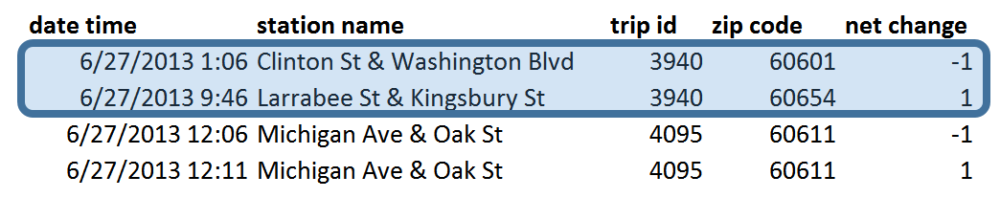 date time station name trip id zip code net change
6/27/2013 1:06 Clinton St & Washington Blvd 3940 60601 -1
6/27/2013 9:46 Larrabee St & Kingsbury St 3940 60654 1
6/27/2013 12:06 Michigan Ave & Oak St 4095 60611 -1
6/27/2013 12:11 Michigan Ave & Oak St 4095 60611 1